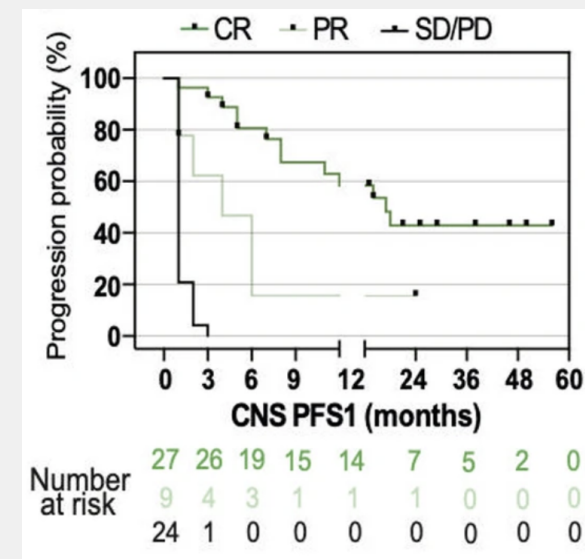 CR PR SD/PD
Progression probability (%)
100
80
60
40
20
0
0 3 6 9 12 24 36 48 60
CNS PFS1 (months)
Number
at risk
27 26 19 15 14 7 5 2 0
9 4 3 1 1 1 0 0 0
24 1 0 0 0 0 0 0 0